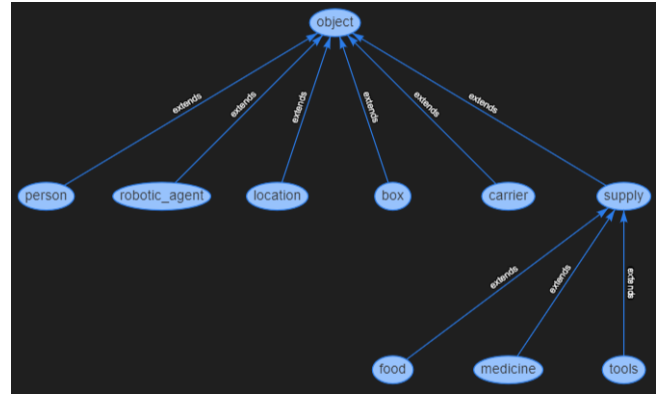 object
extends
extends
extends
extends
extends
extends
person
robotic_agent
location
box
carrier
supply
extends
extends
extends
food
medicine
tools